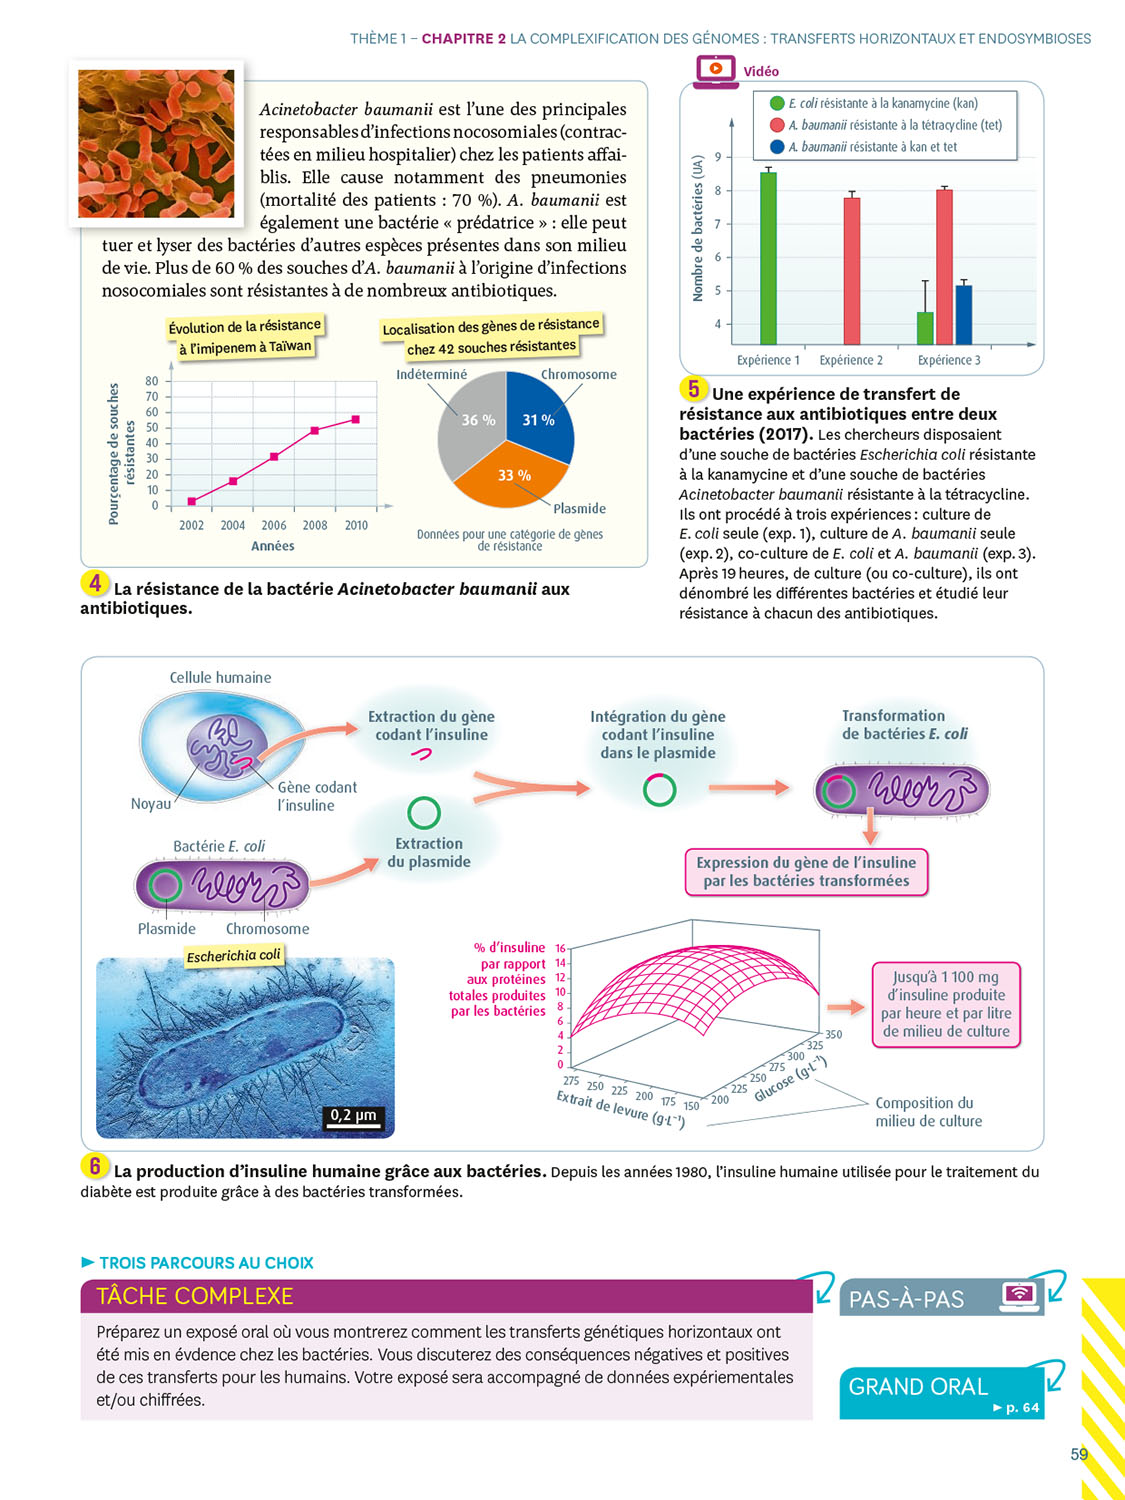 THÈME 1 – CHAPITRE 2 LA COMPLEXIFICATION DES GÉNOMES : TRANSFERTS HORIZONTAUX ET ENDOSYMBIOSES
Acinetobacter baumanii est l'une des principales
responsables d'infections nocosomiales (contrac-
tées en milieu hospitalier) chez les patients affai-
blis. Elle cause notamment des pneumonies
(mortalité des patients : 70 %). A. baumanii est
également une bactérie « prédatrice » : elle peut
tuer et lyser des bactéries d'autres espèces présentes dans son milieu
de vie. Plus de 60 % des souches d'A. baumanii à l'origine d'infections
nosocomiales sont résistantes à de nombreux antibiotiques.
Évolution de la résistance
à l'imipenem à Taïwan
Pourçentage de souches
résistantes
80
70
60
50
40
30
20
10
0
2002 2004 2006 2008 2010
Années
Localisation des gènes de résistance
chez 42 souches résistantes
Indéterminé
Chromosome
36 %
31 %
33 %
Plasmide
Données pour une catégorie de gènes
de résistance
4 La résistance de la bactérie Acinetobacter baumanii aux
antibiotiques.
Vidéo
E. coli résistante à la kanamycine (kan)
A. baumanii résistante à la tétracycline (tet)
A. baumanii résistante à kan et tet
Nombre de bactéries (UA)
9
8
7
6
5
4
Expérience 1 Expérience 2 Expérience 3
5 Une expérience de transfert de
résistance aux antibiotiques entre deux
bactéries (2017). Les chercheurs disposaient
d'une souche de bactéries Escherichia coli résistante
à la kanamycine et d'une souche de bactéries
Acinetobacter baumanii résistante à la tétracycline.
Ils ont procédé à trois expériences : culture de
E. coli seule (exp. 1), culture de A. baumanii seule
(exp. 2), co-culture de E. coli et A. baumanii (exp. 3).
Après 19 heures, de culture (ou co-culture), ils ont
dénombré les différentes bactéries et étudié leur
résistance à chacun des antibiotiques.
Cellule humaine
Noyau
Gène codant
l'insuline
Extraction du gène
codant l'insuline
Bactérie E. coli
Plasmide
Chromosome
Extraction
du plasmide
Intégration du gène
codant l'insuline
dans le plasmide
Transformation
de bactéries E. coli
Expression du gène de l'insuline
par les bactéries transformées
Escherichia coli
0,2 µm
% d'insuline
par rapport
aux protéines
totales produites
par les bactéries
16
14
12
10
8
6
4
2
0
275 250 225 200 175 150
Extrait de levure (g·L⁻¹)
200 225 250 275 300 325 350
Glucose (g·L⁻¹)
Jusqu'à 1 100 mg
d'insuline produite
par heure et par litre
de milieu de culture
Composition du
milieu de culture
6 La production d'insuline humaine grâce aux bactéries. Depuis les années 1980, l'insuline humaine utilisée pour le traitement du
diabète est produite grâce à des bactéries transformées.
▶ TROIS PARCOURS AU CHOIX
TÂCHE COMPLEXE
Préparez un exposé oral où vous montrerez comment les transferts génétiques horizontaux ont
été mis en évdence chez les bactéries. Vous discuterez des conséquences négatives et positives
de ces transferts pour les humains. Votre exposé sera accompagné de données expériementales
et/ou chiffrées.
PAS-À-PAS
GRAND ORAL
▶ p. 64
59